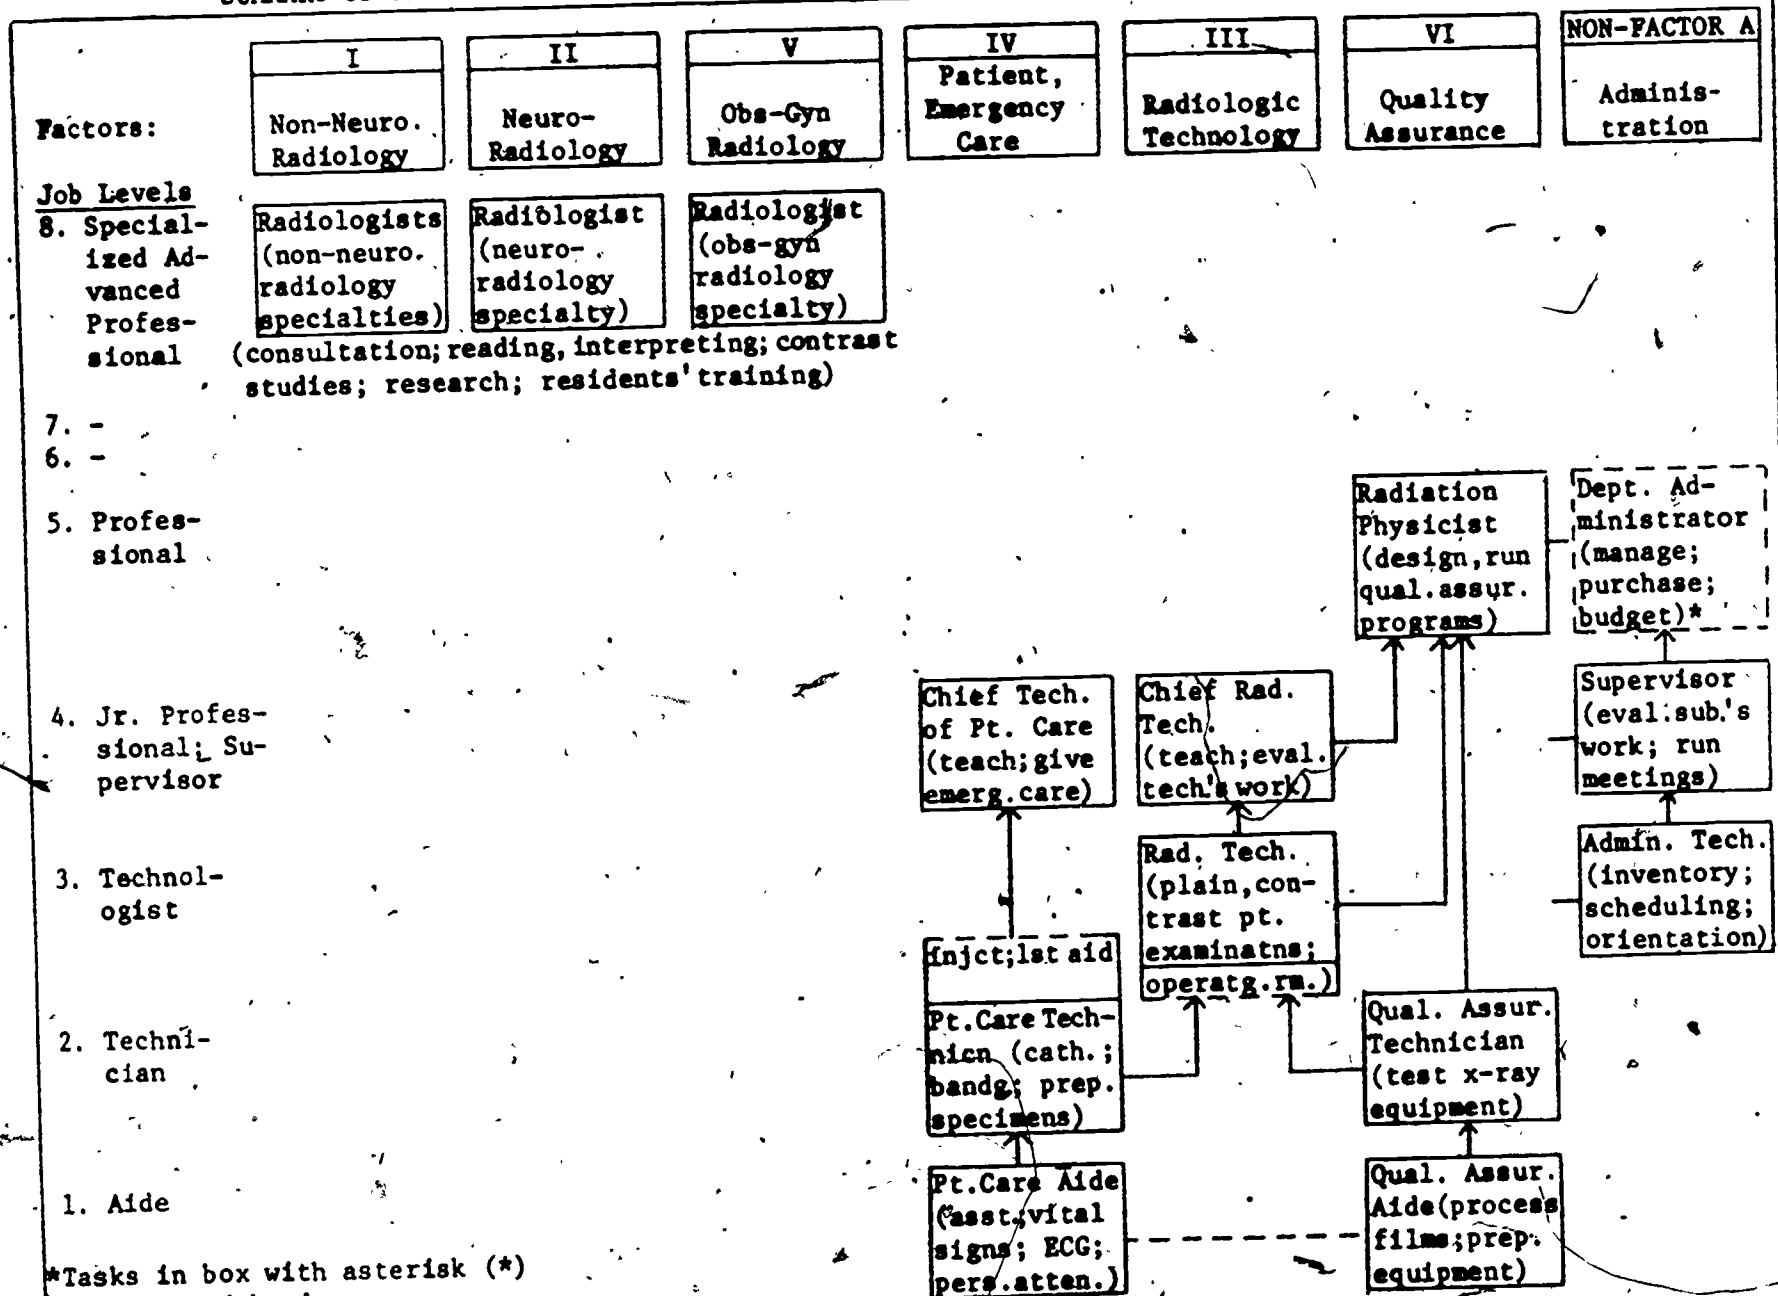 I
Non-Neuro.
Radiology
II
Neuro-
Radiology
V
Obs-Gyn
Radiology
IV
Patient,
Emergency
Care
III
Radiologic
Technology
VI
Quality
Assurance
NON-FACTOR A
Adminis-
tration
Factors:
Job Levels
8. Special-
ized Ad-
vanced
Profes-
sional
Radiologists
(non-neuro.
radiology
specialties)
Radiologist
(neuro-
radiology
specialty)
Radiologist
(obs-gyn
radiology
specialty)
(consultation; reading, interpreting; contrast
studies; research; residents' training)
7. -
6. -
5. Profes-
sional
Radiation
Physicist
(design,run
qual.assur.
programs)
Dept. Ad-
ministrator
(manage;
purchase;
budget)*
4. Jr. Profes-
sional; Su-
pervisor
Chief Tech.
of Pt. Care
(teach;give
emerg.care)
Chief Rad.
Tech.
(teach;eval.
tech's work)
Supervisor
(eval.sub.'s
work; run
meetings)
3. Technol-
ogist
injct;1st aid
Rad. Tech.
(plain,con-
trast pt.
examinatns;
operatg.rm.)
Admin. Tech.
(inventory;
scheduling;
orientation)
2. Techni-
cian
Pt.Care Tech-
nicn (cath.;
bandg; prep.
specimens)
Qual. Assur.
Technician
(test x-ray
equipment)
1. Aide
Pt.Care Aide
(asst.;vital
signs; ECG;
pers.atten.)
Qual. Assur.
Aide(process
films;prep.
equipment)
*Tasks in box with asterisk (*)